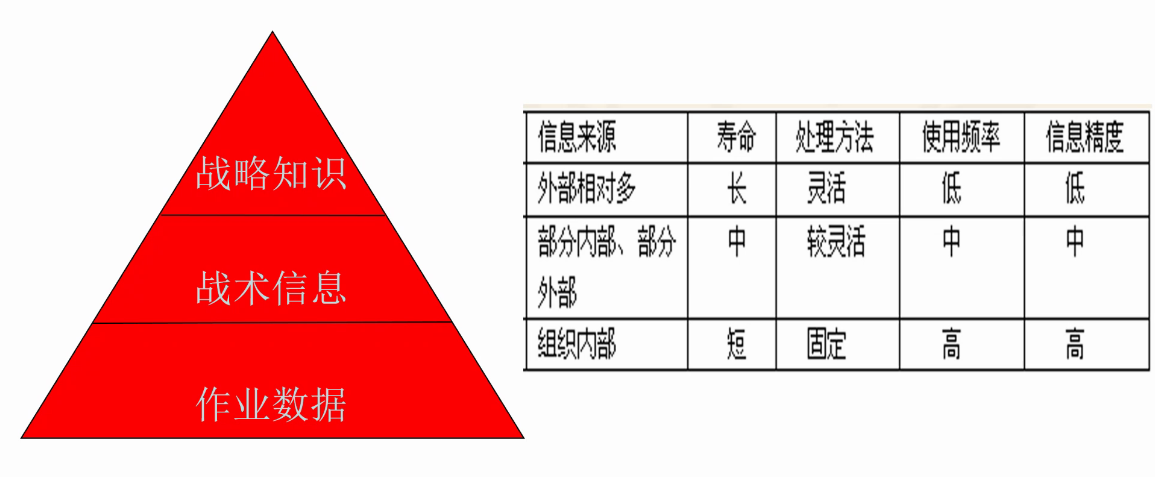 战略知识
战术信息
作业数据
信息来源 寿命 处理方法 使用频率 信息精度
外部相对多 长 灵活 低 低
部分内部、部分 中 较灵活 中 中
外部
组织内部 短 固定 高 高